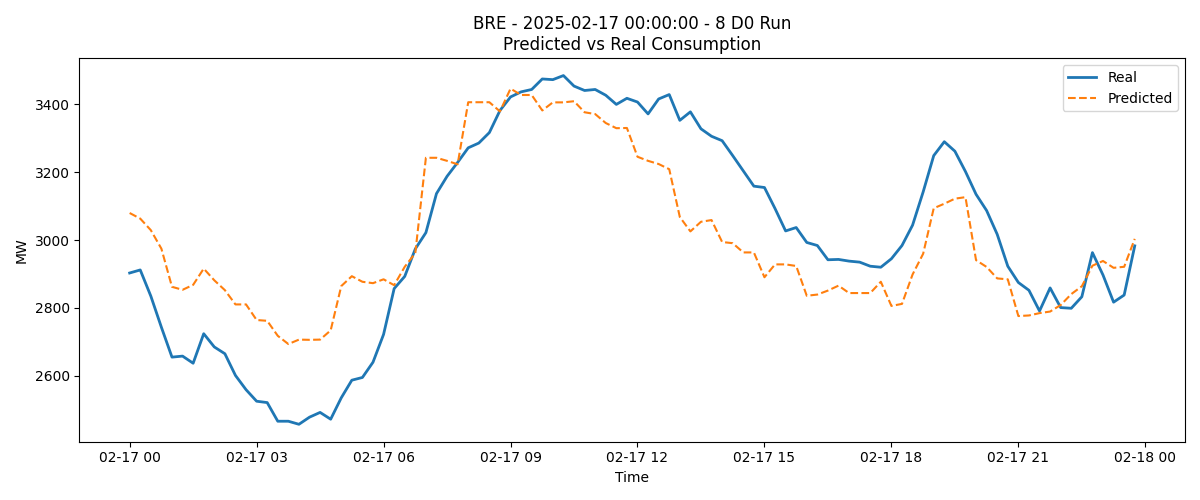 BRE - 2025-02-17 00:00:00 - 8 D0 Run
Predicted vs Real Consumption
Real
Predicted
MW
3400
3200
3000
2800
2600
02-17 00
02-17 03
02-17 06
02-17 09
02-17 12
02-17 15
02-17 18
02-17 21
02-18 00
Time